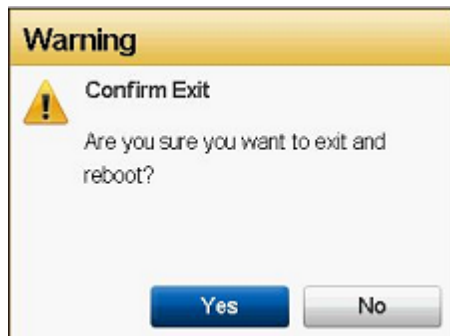 Warning
Confirm Exit
Are you sure you want to exit and
reboot?
Yes
No